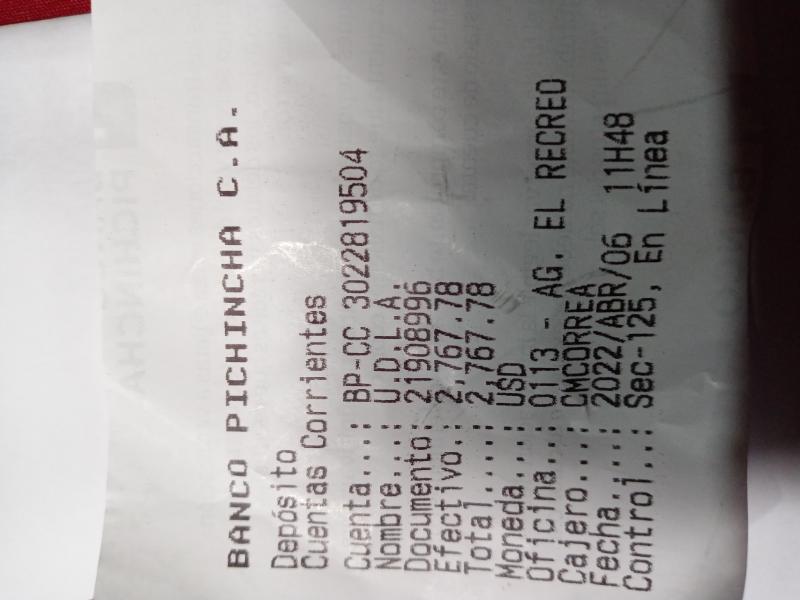 BANCO PICHINCHA C.A.
Depósito
Cuentas Corrientes
Cuenta...: BP-CC 3022819504
Nombre...: U.D.L.A.
Documento: 21908996
Efectivo.: 2,767.78
Total....: 2,767.78
Moneda...: USD
Oficina..: 0113 - AG. EL RECREO
Cajero...: CMCORREA
Fecha....: 2022/ABR/06 11H48
Control..: Sec-125, En Línea
PICHINCHA